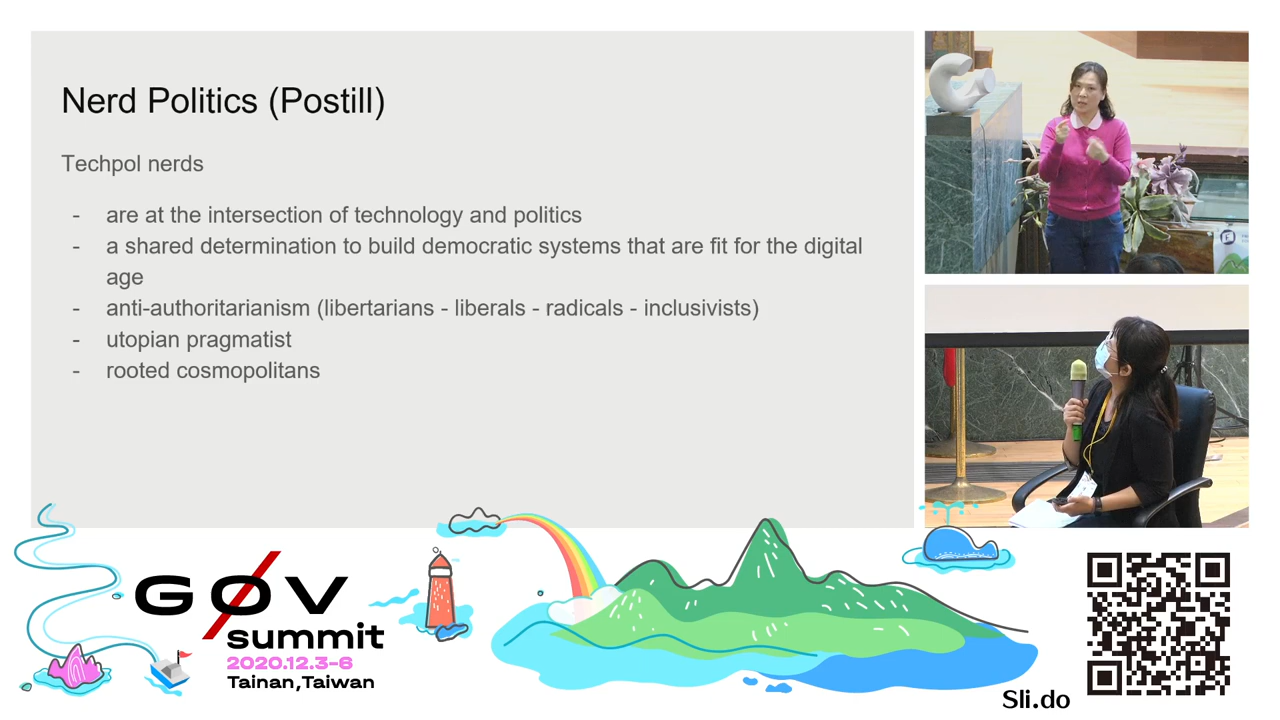 Nerd Politics (Postill)
Techpol nerds
- are at the intersection of technology and politics
- a shared determination to build democratic systems that are fit for the digital
age
- anti-authoritarianism (libertarians - liberals - radicals - inclusivists)
- utopian pragmatist
- rooted cosmopolitans
GØV
summit
2020.12.3-6
Tainan,Taiwan
Sli.do